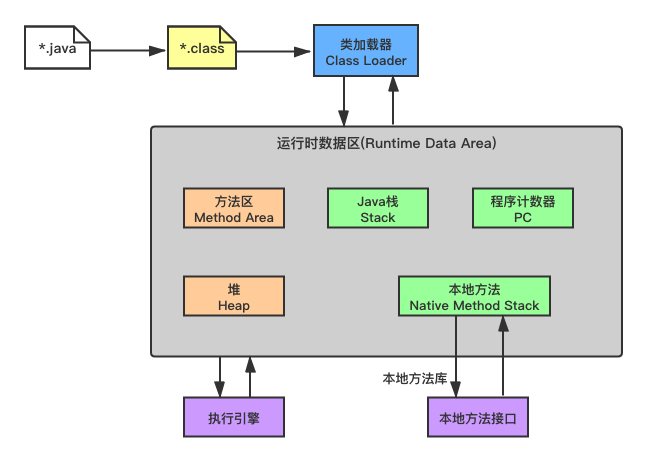 *.java
*.class
类加载器
Class Loader
运行时数据区(Runtime Data Area)
方法区
Method Area
Java栈
Stack
程序计数器
PC
堆
Heap
本地方法
Native Method Stack
本地方法库
执行引擎
本地方法接口